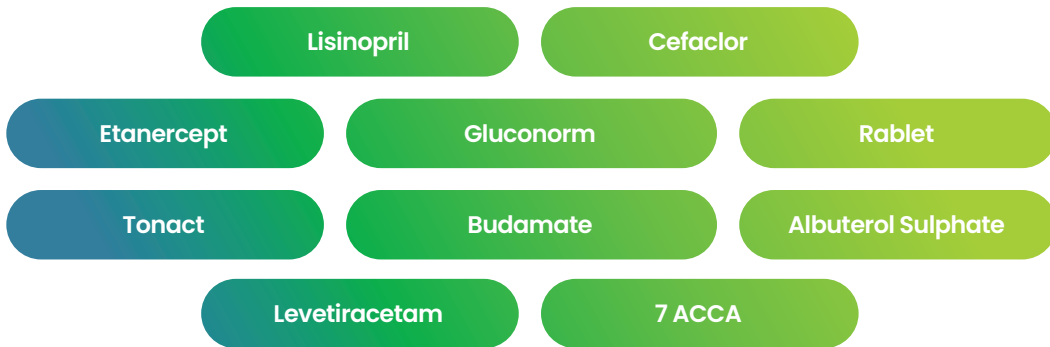 Lisinopril
Cefaclor
Etanercept
Gluconorm
Rablet
Tonact
Budamate
Albuterol Sulphate
Levetiracetam
7 ACCA